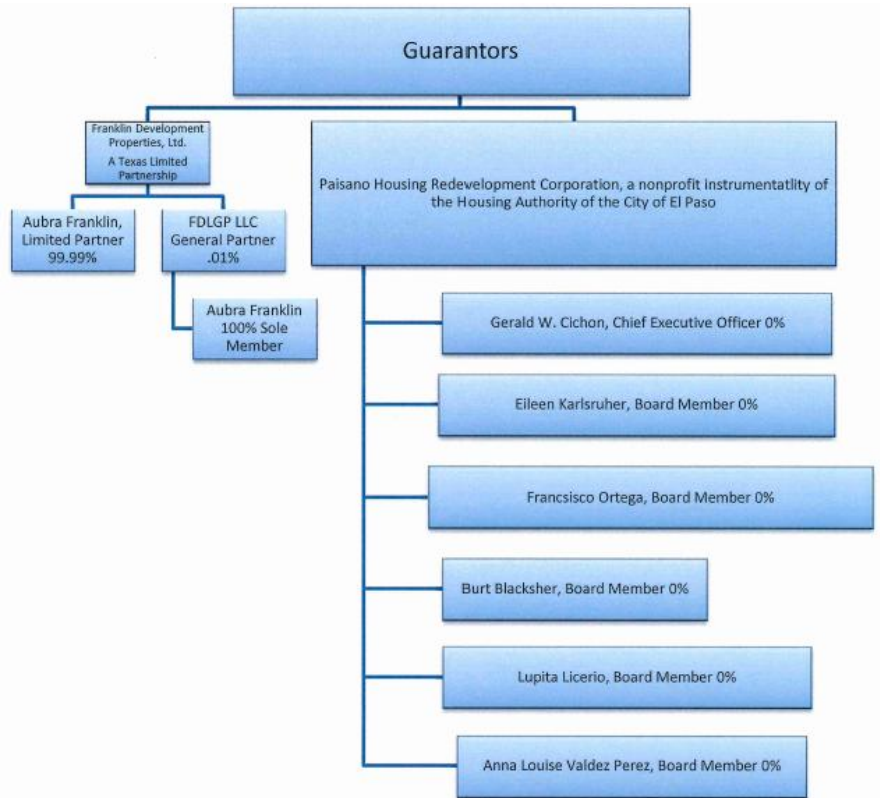 Guarantors
Franklin Development
Properties, Ltd.
A Texas Limited
Partnership
Aubra Franklin,
Limited Partner
99.99%
FDLGP LLC
General Partner
.01%
Aubra Franklin
100% Sole
Member
Paisano Housing Redevelopment Corporation, a nonprofit instrumentatlity of
the Housing Authority of the City of El Paso
Gerald W. Cichon, Chief Executive Officer 0%
Eileen Karlsruher, Board Member 0%
Francsisco Ortega, Board Member 0%
Burt Blacksher, Board Member 0%
Lupita Licerio, Board Member 0%
Anna Louise Valdez Perez, Board Member 0%